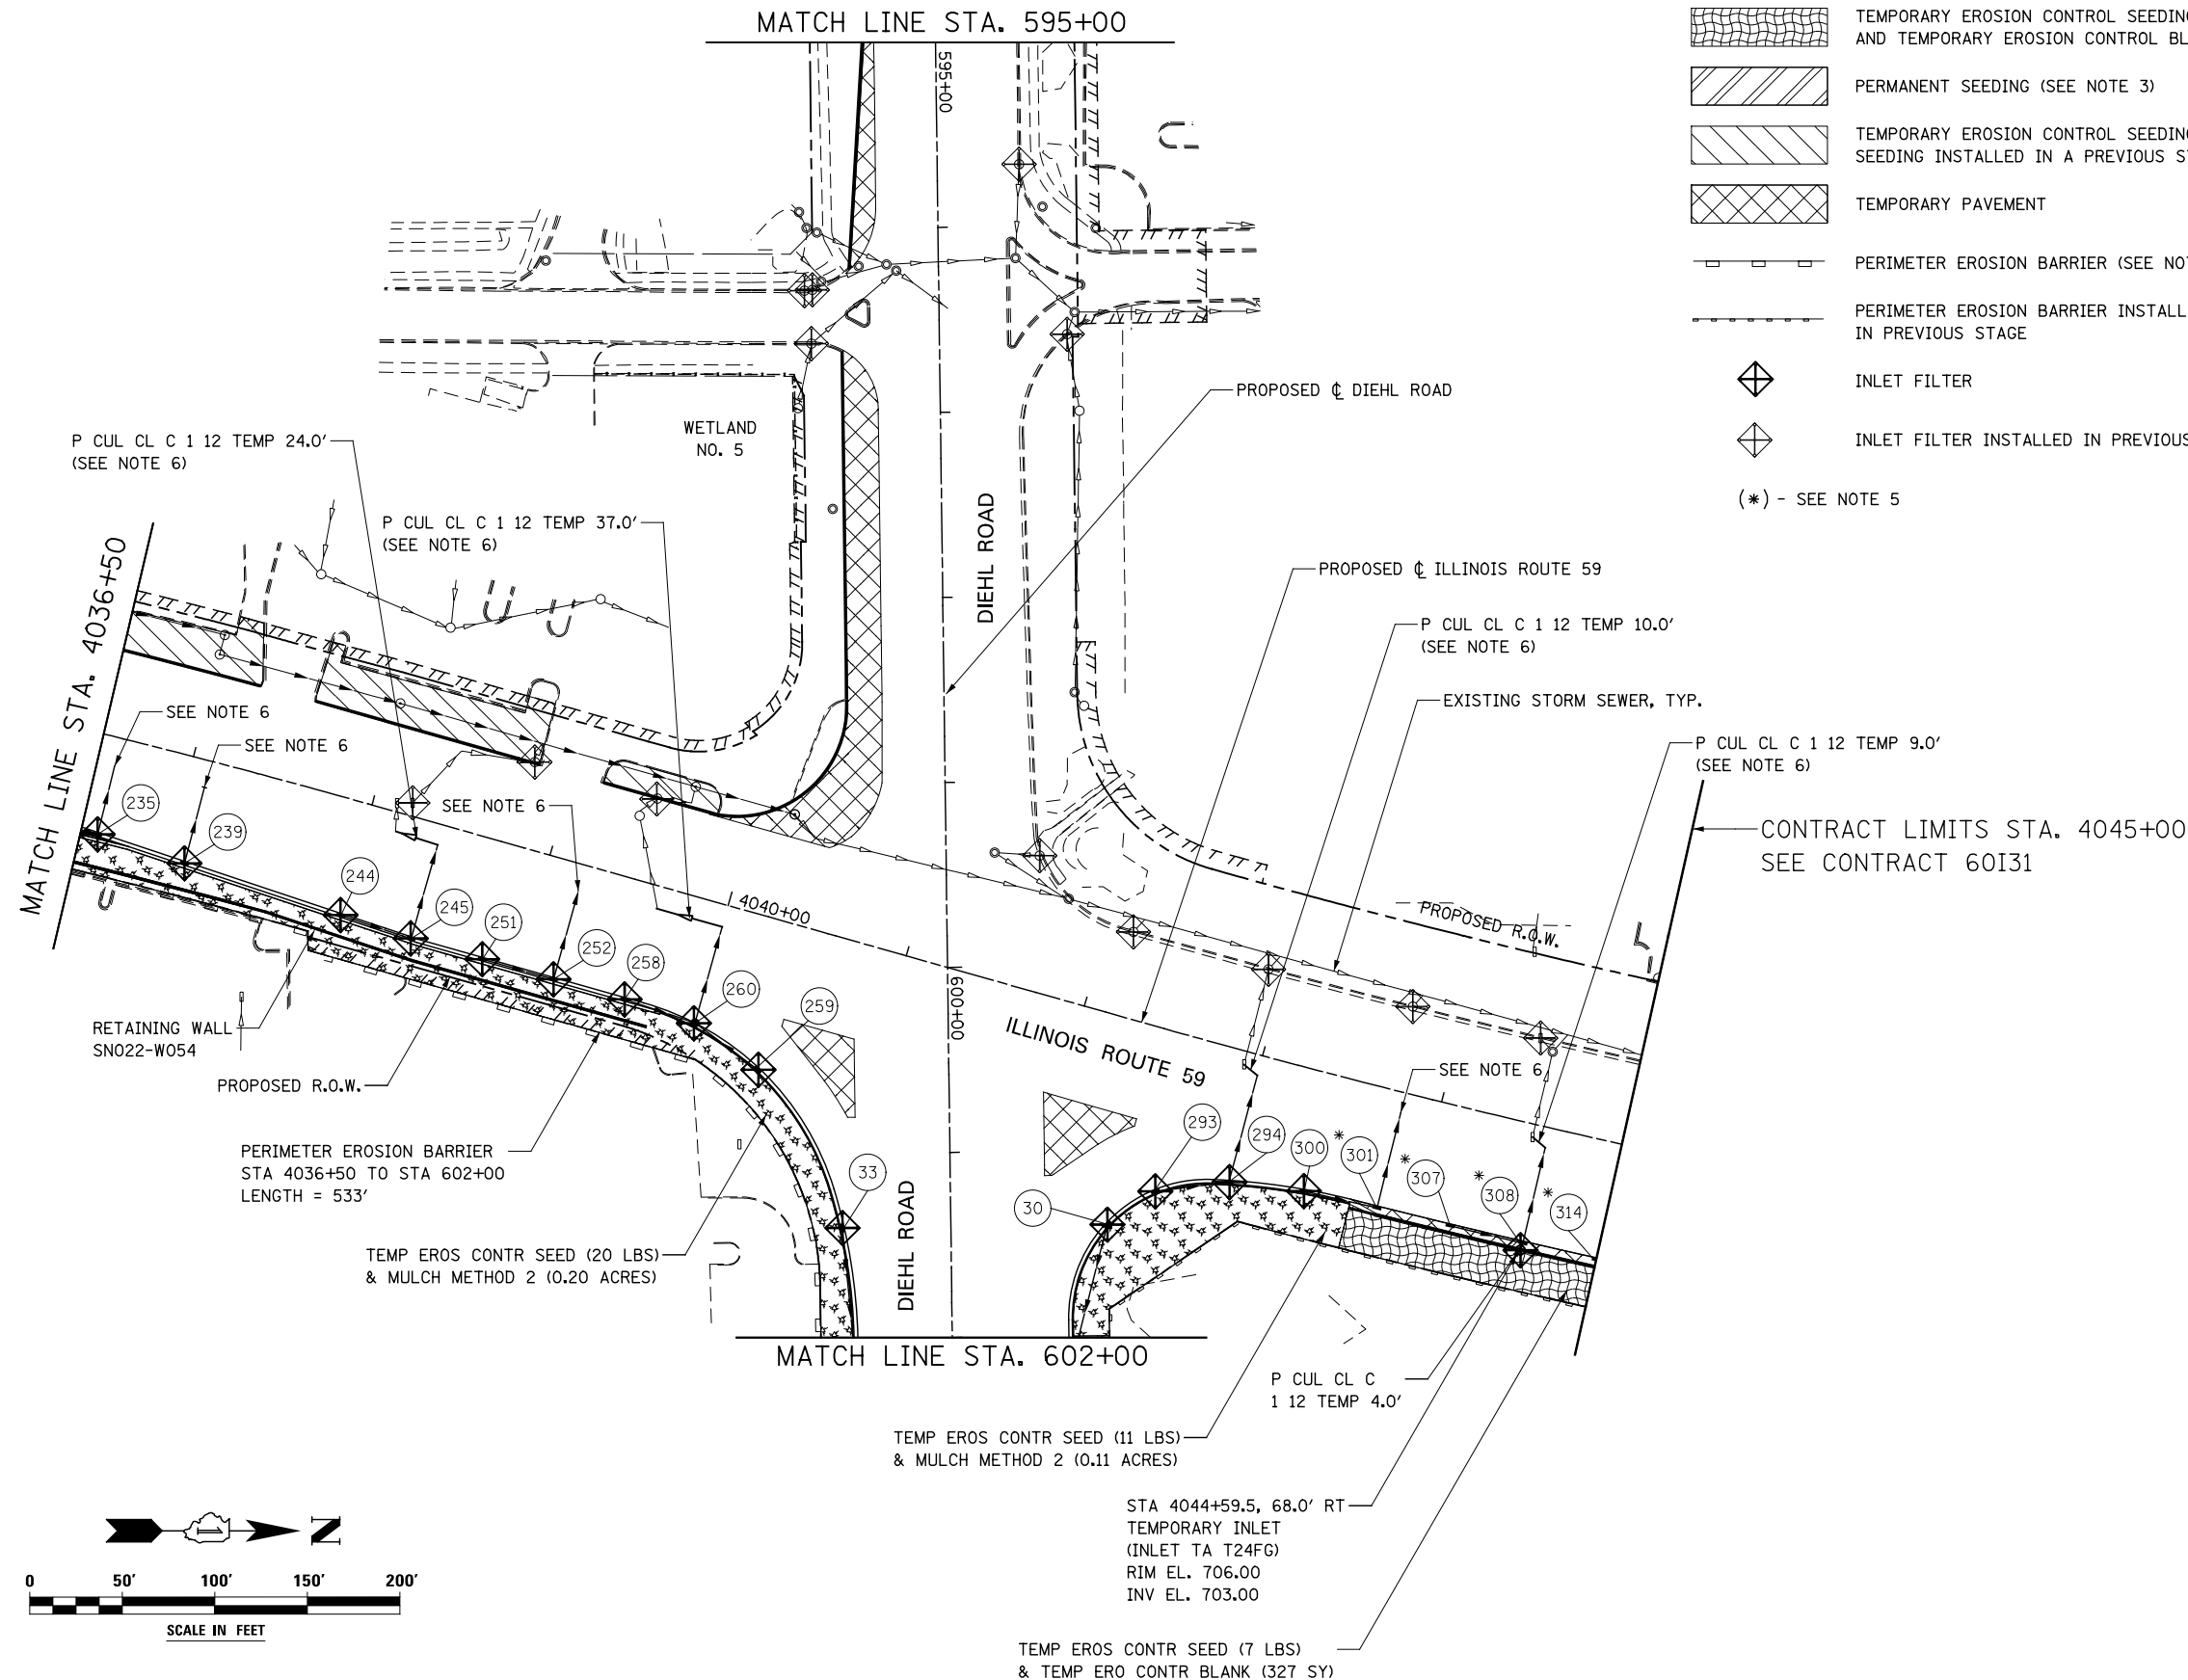 MATCH LINE STA. 595+00
595+00
TEMPORARY EROSION CONTROL SEEDING
AND TEMPORARY EROSION CONTROL
PERMANENT SEEDING (SEE NOTE 3)
TEMPORARY EROSION CONTROL SEEDING
SEEDING INSTALLED IN A PREVIOUS
TEMPORARY PAVEMENT
PERIMETER EROSION BARRIER (SEE
PERIMETER EROSION BARRIER
IN PREVIOUS STAGE
INLET FILTER
INLET FILTER INSTALLED IN PREVIOUS
(*) - SEE NOTE 5
PROPOSED ℄ DIEHL ROAD
WETLAND
NO. 5
P CUL CL C 1 12 TEMP 24.0'
(SEE NOTE 6)
P CUL CL C 1 12 TEMP 37.0'
(SEE NOTE 6)
DIEHL ROAD
PROPOSED ℄ ILLINOIS ROUTE 59
P CUL CL C 1 12 TEMP 10.0'
(SEE NOTE 6)
EXISTING STORM SEWER, TYP.
P CUL CL C 1 12 TEMP 9.0'
(SEE NOTE 6)
MATCH LINE STA. 4036+50
SEE NOTE 6
SEE NOTE 6
SEE NOTE 6
CONTRACT LIMITS STA. 4045+00
SEE CONTRACT 60I31
235
239
244
245
251
252
258
260
259
33
4040+00
600+00
PROPOSED R.O.W.
ILLINOIS ROUTE 59
SEE NOTE 6
RETAINING WALL
SN022-W054
PROPOSED R.O.W.
PERIMETER EROSION BARRIER
STA 4036+50 TO STA 602+00
LENGTH = 533'
TEMP EROS CONTR SEED (20 LBS)
& MULCH METHOD 2 (0.20 ACRES)
DIEHL ROAD
30
293
294
300
* 301
* 307
* 308
* 314
MATCH LINE STA. 602+00
P CUL CL C
1 12 TEMP 4.0'
TEMP EROS CONTR SEED (11 LBS)
& MULCH METHOD 2 (0.11 ACRES)
STA 4044+59.5, 68.0' RT
TEMPORARY INLET
(INLET TA T24FG)
RIM EL. 706.00
INV EL. 703.00
TEMP EROS CONTR SEED (7 LBS)
& TEMP ERO CONTR BLANK (327 SY)
N
0 50' 100' 150' 200'
SCALE IN FEET